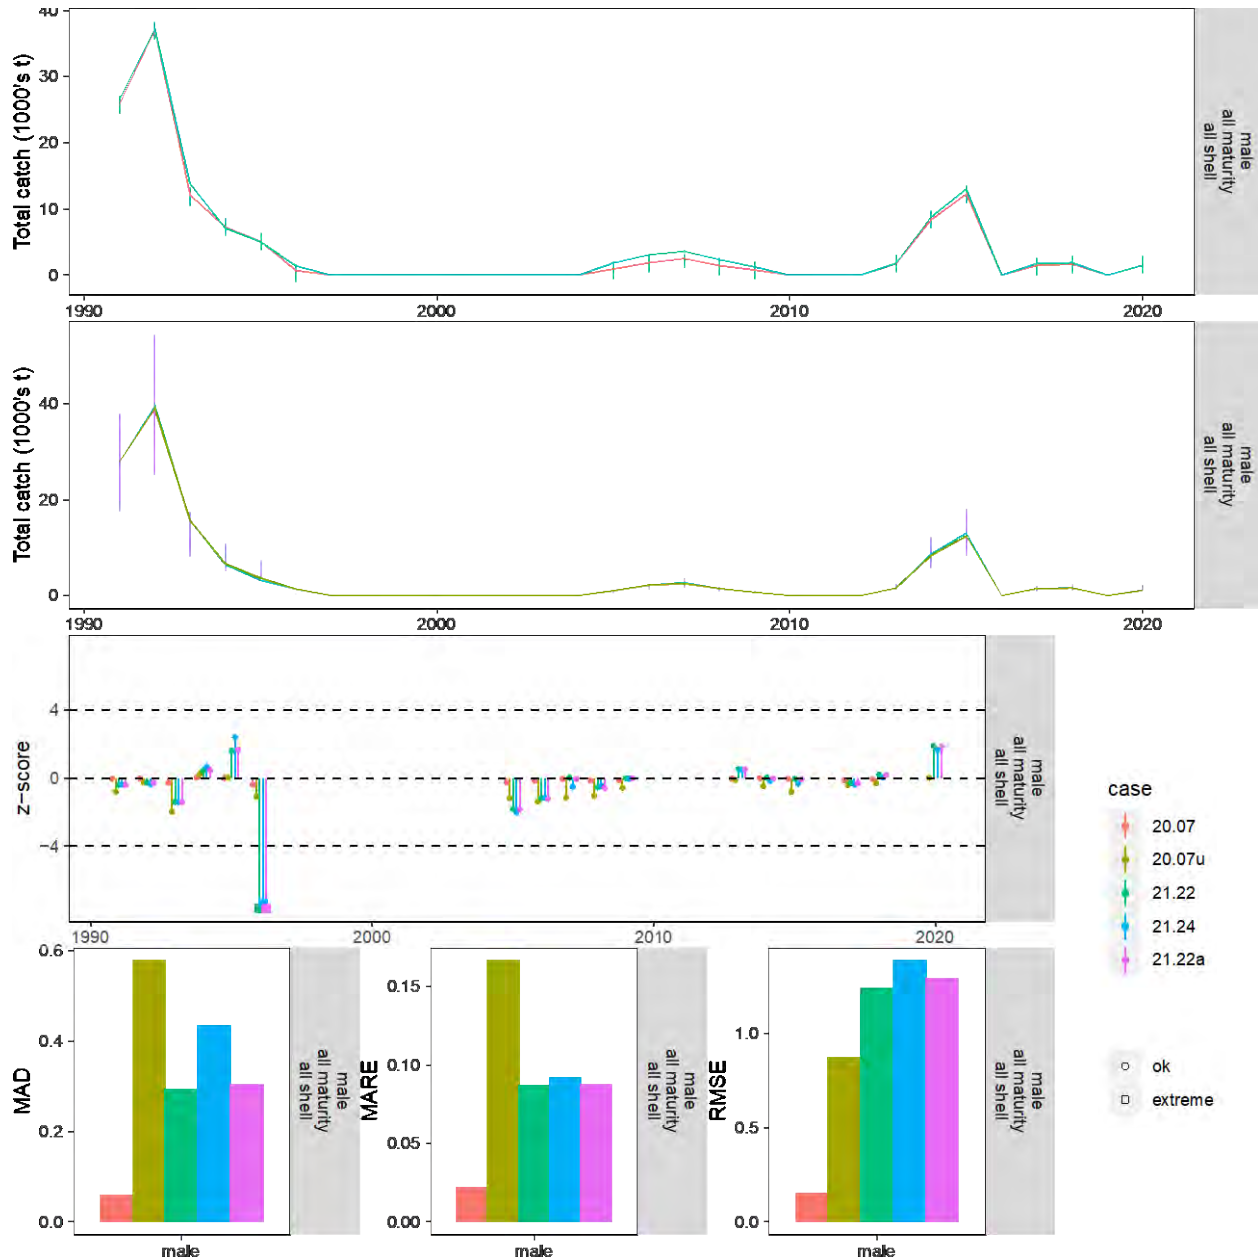 40
30
20
10
0
Total catch (1000's t)
male
all maturity
all shell
1990
2000
2010
2020
40
20
0
Total catch (1000's t)
male
all maturity
all shell
1990
2000
2010
2020
4
0
−4
z−score
male
all maturity
all shell
1990
2000
2010
2020
case
20.07
20.07u
21.22
21.24
21.22a
ok
extreme
0.6
0.4
0.2
0.0
MAD
male
all maturity
all shell
male
0.15
0.10
0.05
0.00
MARE
male
all maturity
all shell
male
1.0
0.5
0.0
RMSE
male
all maturity
all shell
male